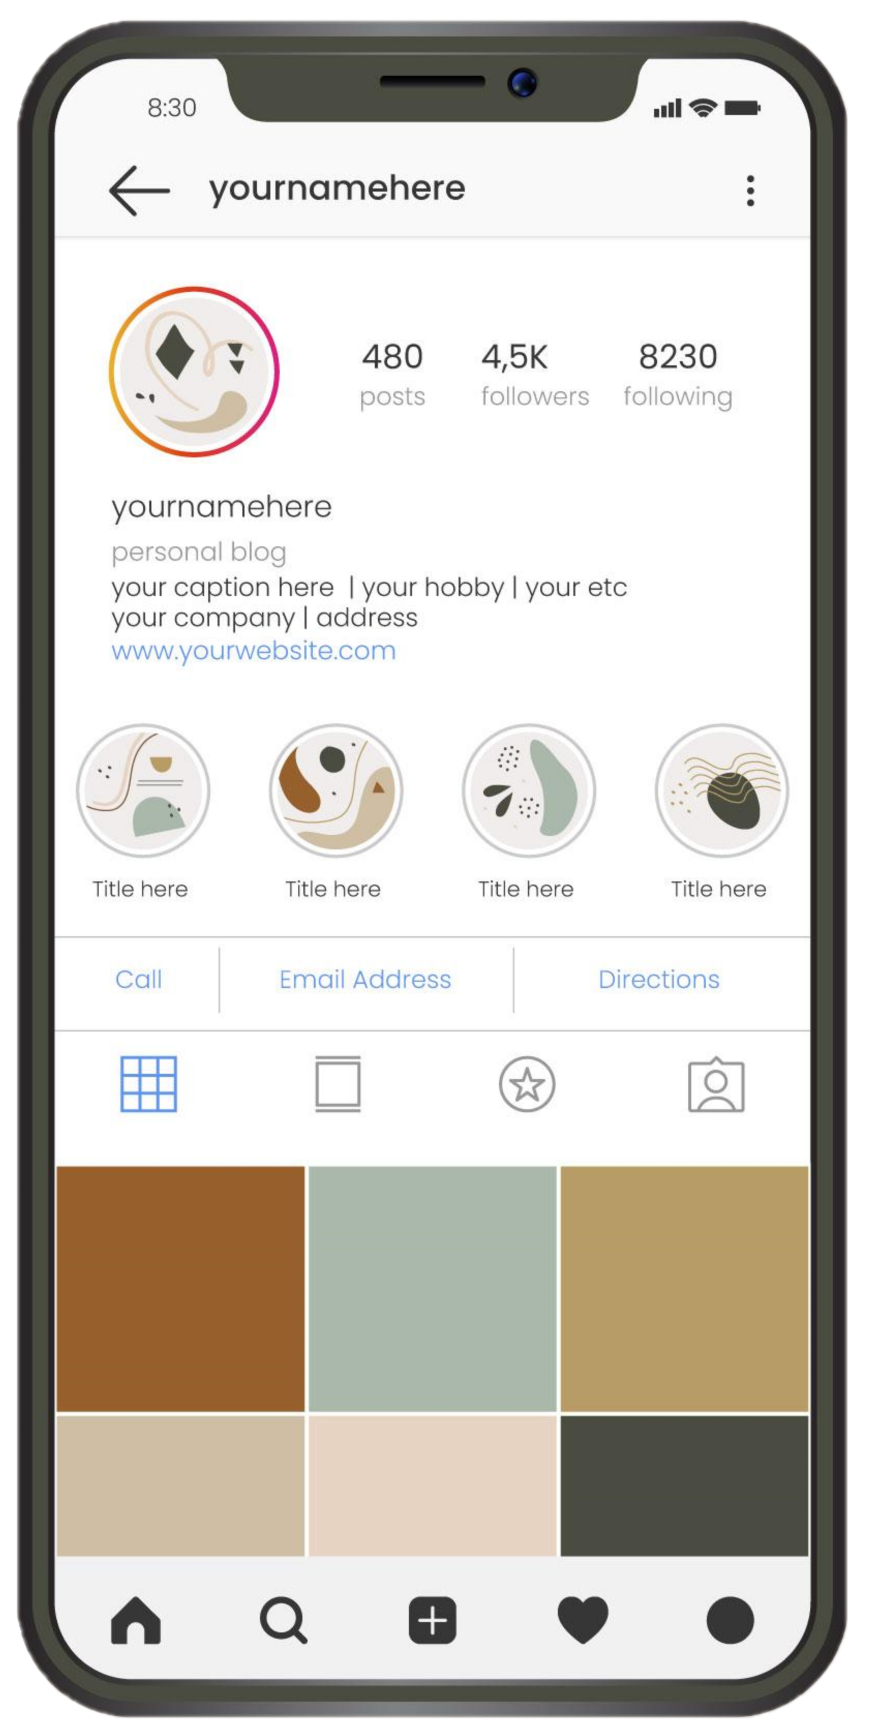 8:30
yournamehere
480 4,5K 8230
posts followers following
yournamehere
personal blog
your caption here | your hobby | your etc
your company | address
www.yourwebsite.com
Title here Title here Title here Title here
Call Email Address Directions